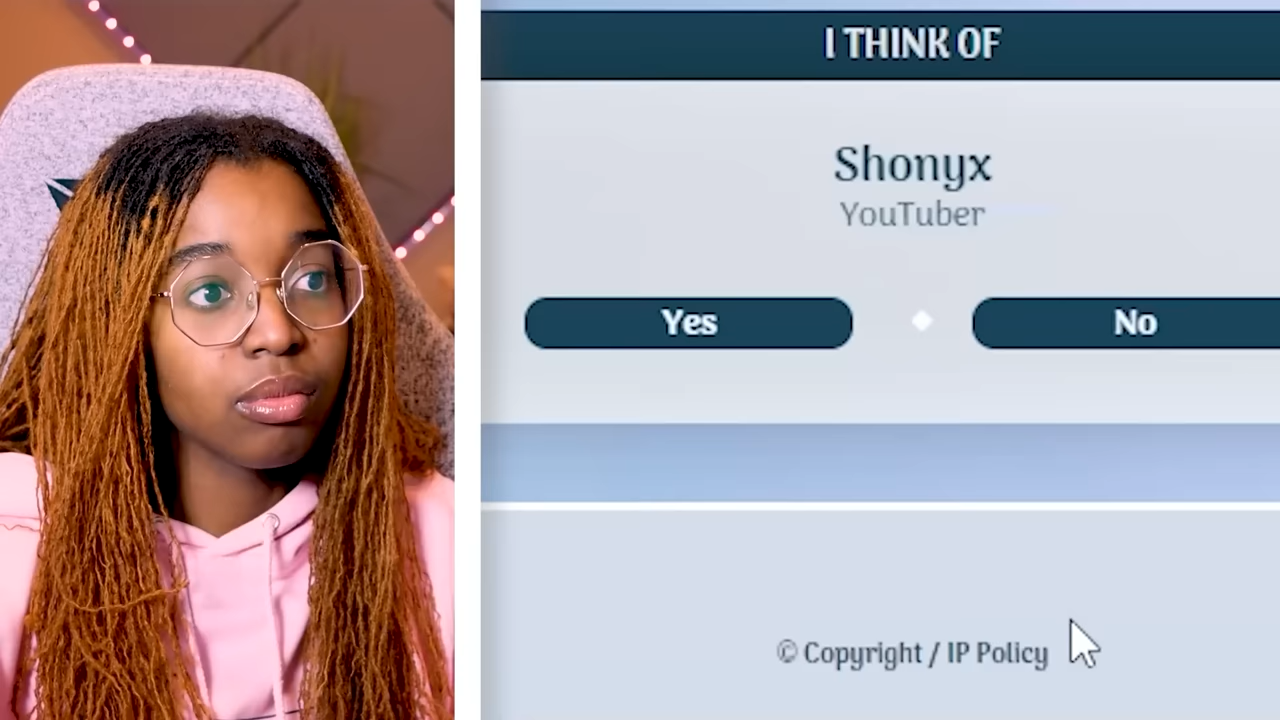 I THINK OF
Shonyx
YouTuber
Yes
No
© Copyright / IP Policy